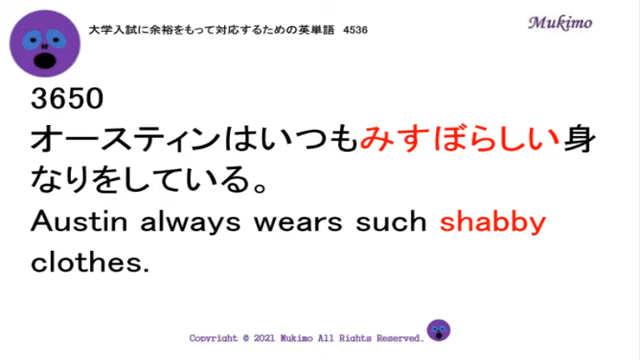 大学入試に余裕をもって対応するための英単語 4536
Mukimo
3650
オースティンはいつもみすぼらしい身
なりをしている。
Austin always wears such shabby
clothes.
Copyright © 2021 Mukimo All Rights Reserved.